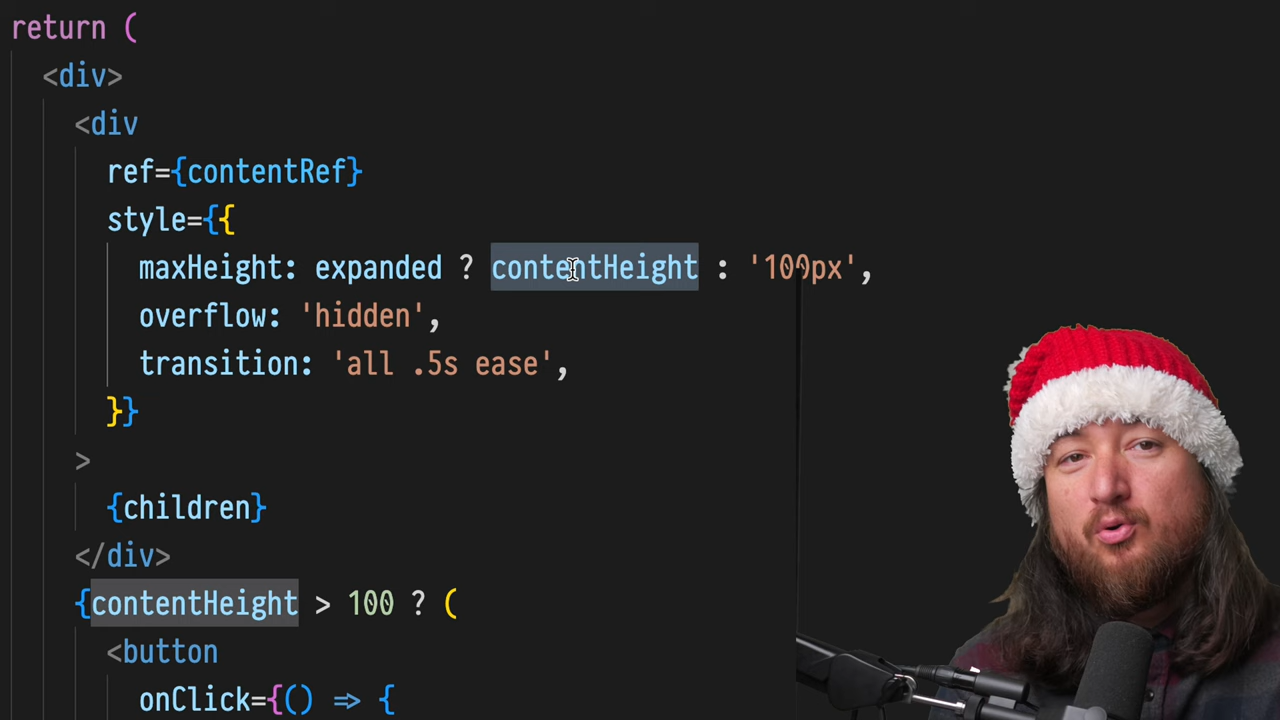 return (
<div>
<div
ref={contentRef}
style={{
maxHeight: expanded ? contentHeight : '100px',
overflow: 'hidden',
transition: 'all .5s ease',
}}
>
{children}
</div>
{contentHeight > 100 ? (
<button
onClick={() => {